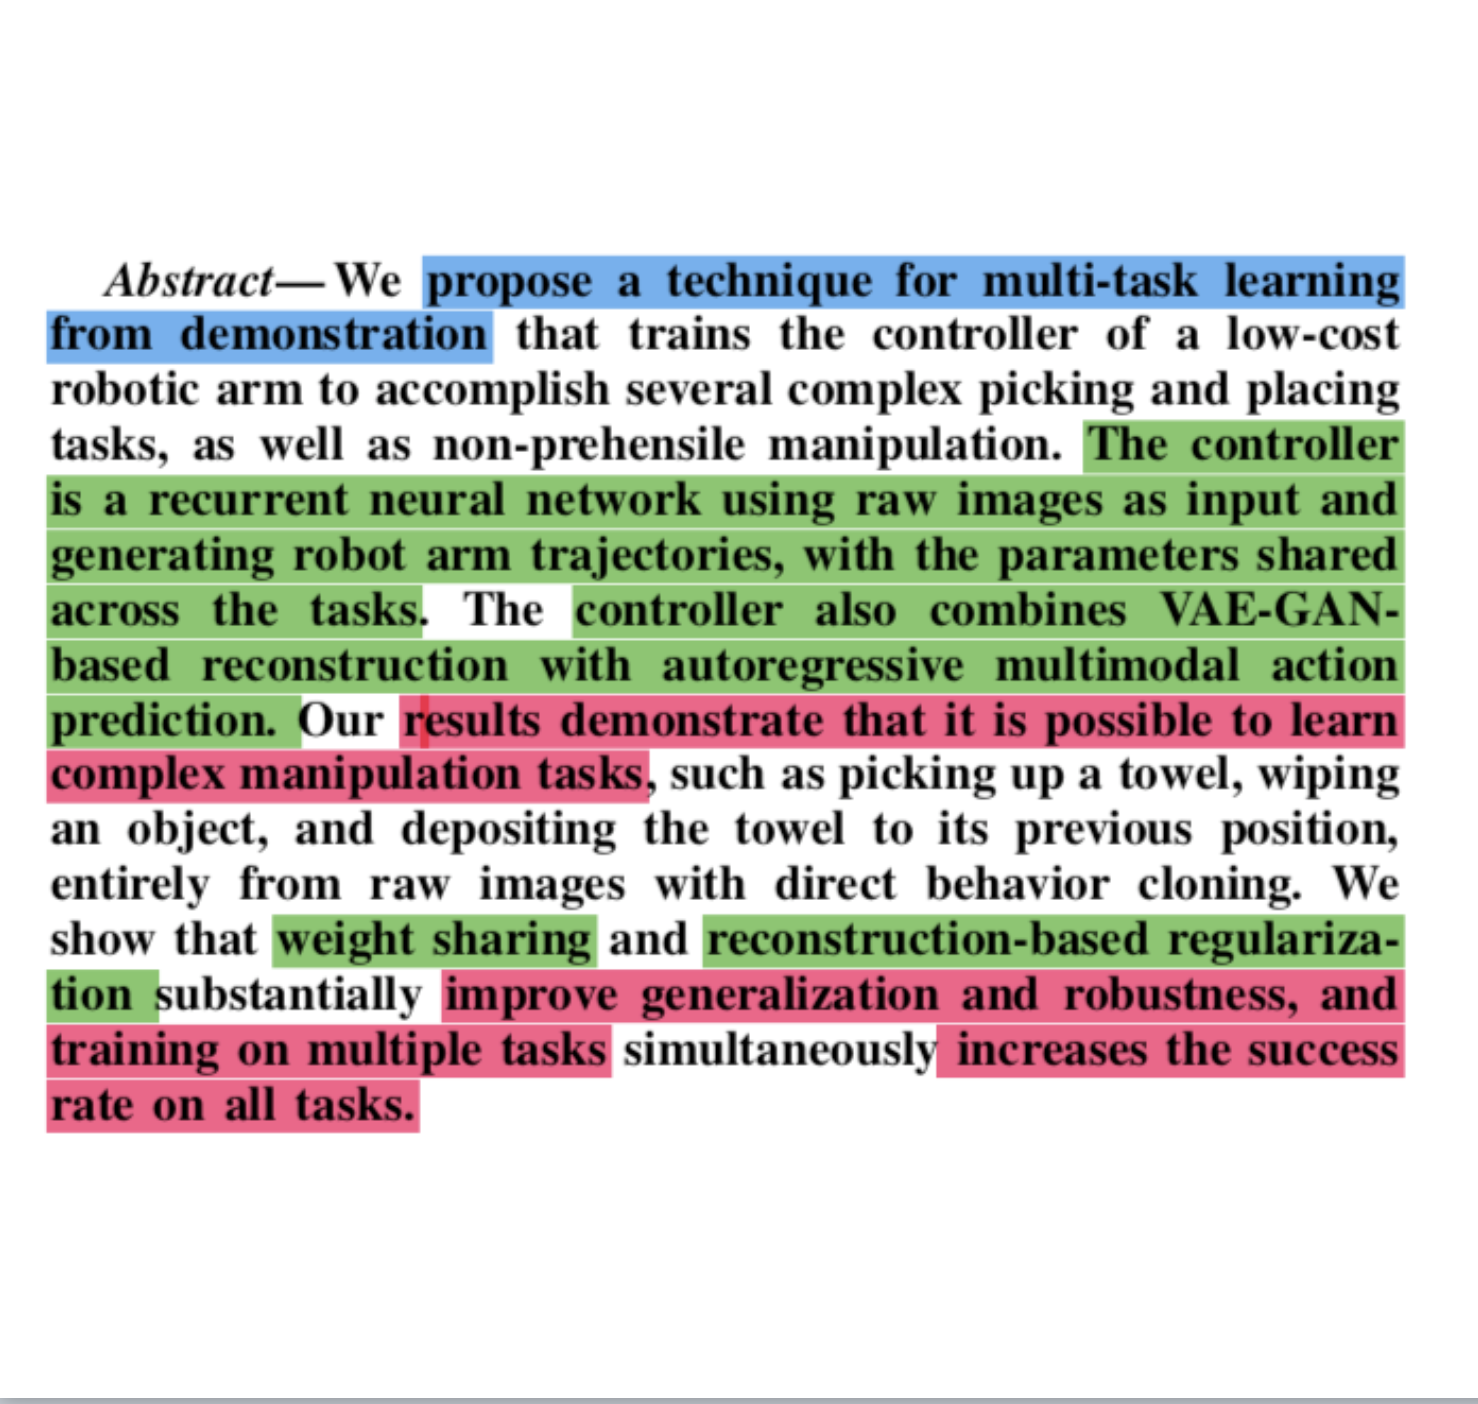 Abstract—We propose a technique for multi-task learning
from demonstration that trains the controller of a low-cost
robotic arm to accomplish several complex picking and placing
tasks, as well as non-prehensile manipulation. The controller
is a recurrent neural network using raw images as input and
generating robot arm trajectories, with the parameters shared
across the tasks. The controller also combines VAE-GAN-
based reconstruction with autoregressive multimodal action
prediction. Our results demonstrate that it is possible to learn
complex manipulation tasks, such as picking up a towel, wiping
an object, and depositing the towel to its previous position,
entirely from raw images with direct behavior cloning. We
show that weight sharing and reconstruction-based regulariza-
tion substantially improve generalization and robustness, and
training on multiple tasks simultaneously increases the success
rate on all tasks.